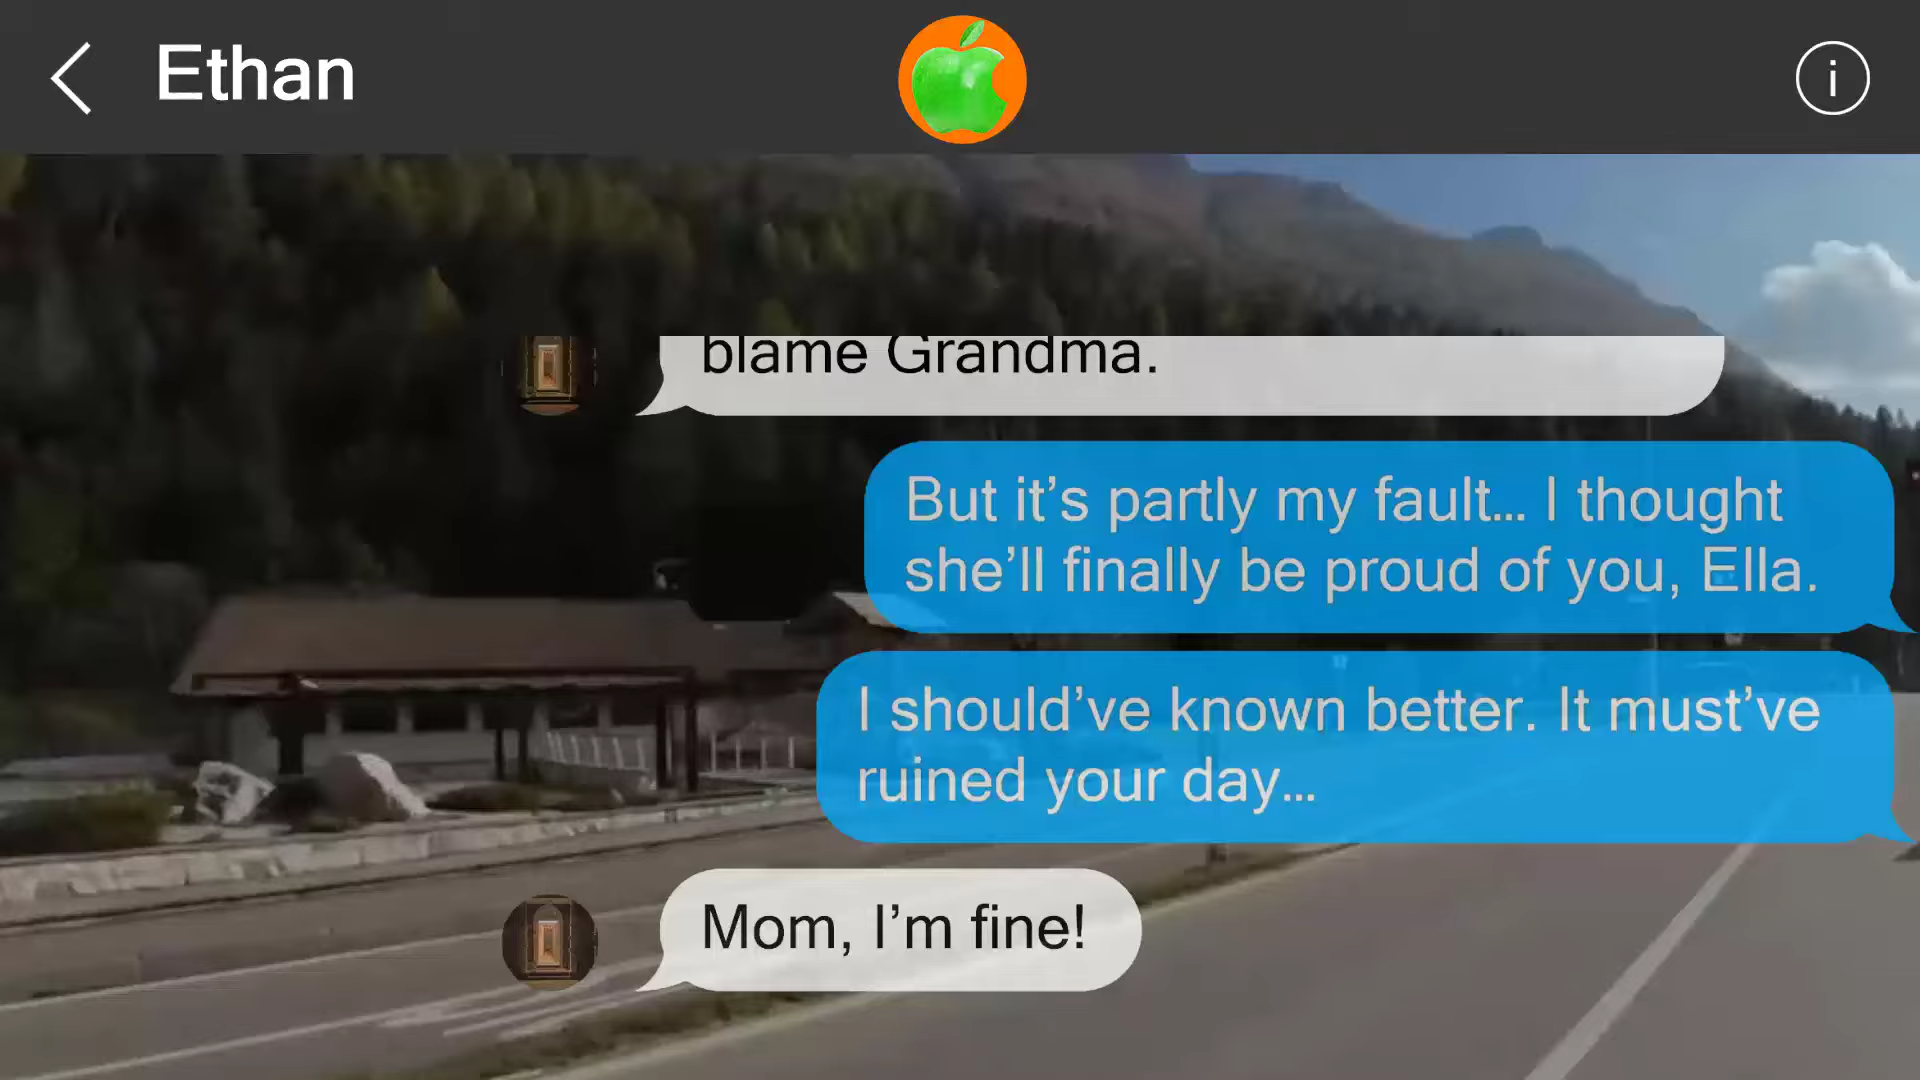 Ethan
i
blame Grandma.
But it's partly my fault... I thought
she'll finally be proud of you, Ella.
I should've known better. It must've
ruined your day...
Mom, I'm fine!